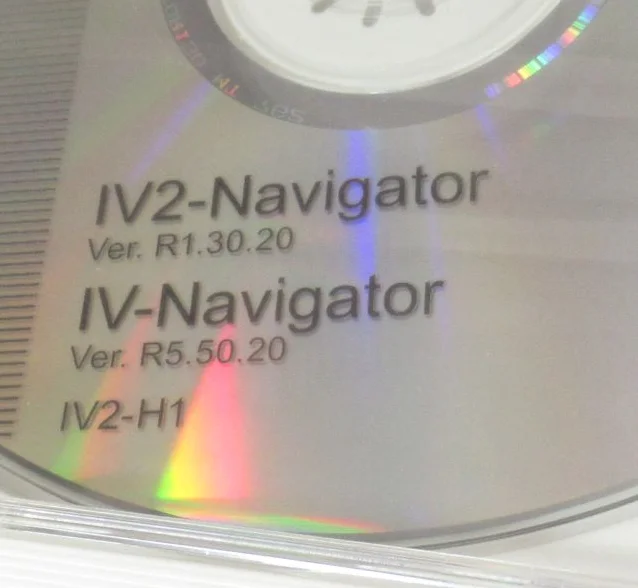 IV2-Navigator
Ver. R1.30.20
IV-Navigator
Ver. R5.50.20
IV2-H1